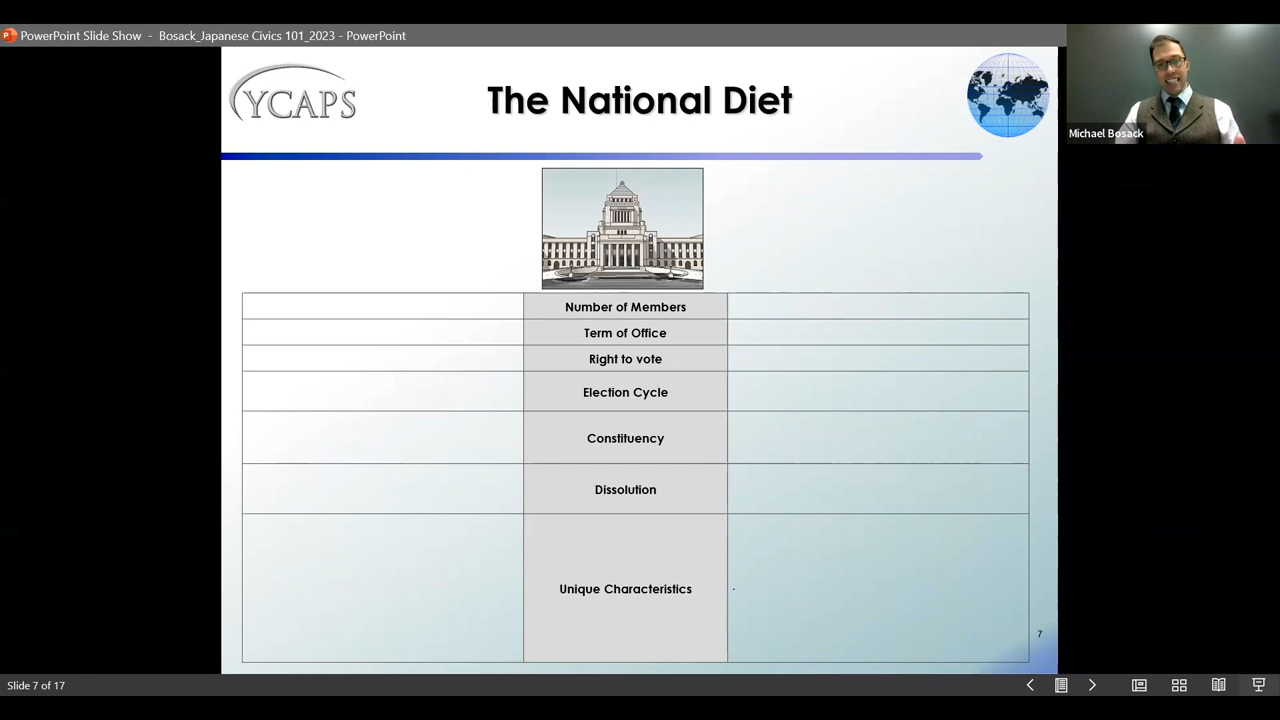 PowerPoint Slide Show - Bosack_Japanese Civics 101_2023 - PowerPoint
YCAPS
The National Diet
Michael Bosack
Number of Members
Term of Office
Right to vote
Election Cycle
Constituency
Dissolution
Unique Characteristics
7
Slide 7 of 17